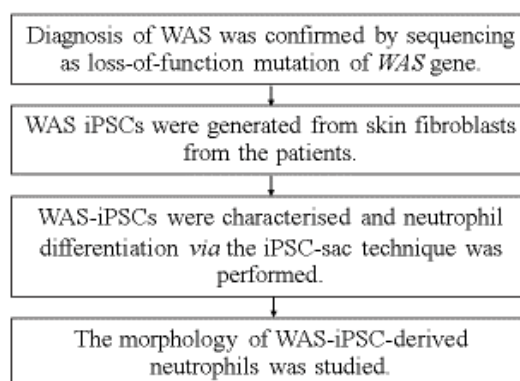 Diagnosis of WAS was confirmed by sequencing
as loss-of-function mutation of WAS gene.
WAS iPSCs were generated from skin fibroblasts
from the patients.
WAS-iPSCs were characterised and neutrophil
differentiation via the iPSC-sac technique was
performed.
The morphology of WAS-iPSC-derived
neutrophils was studied.